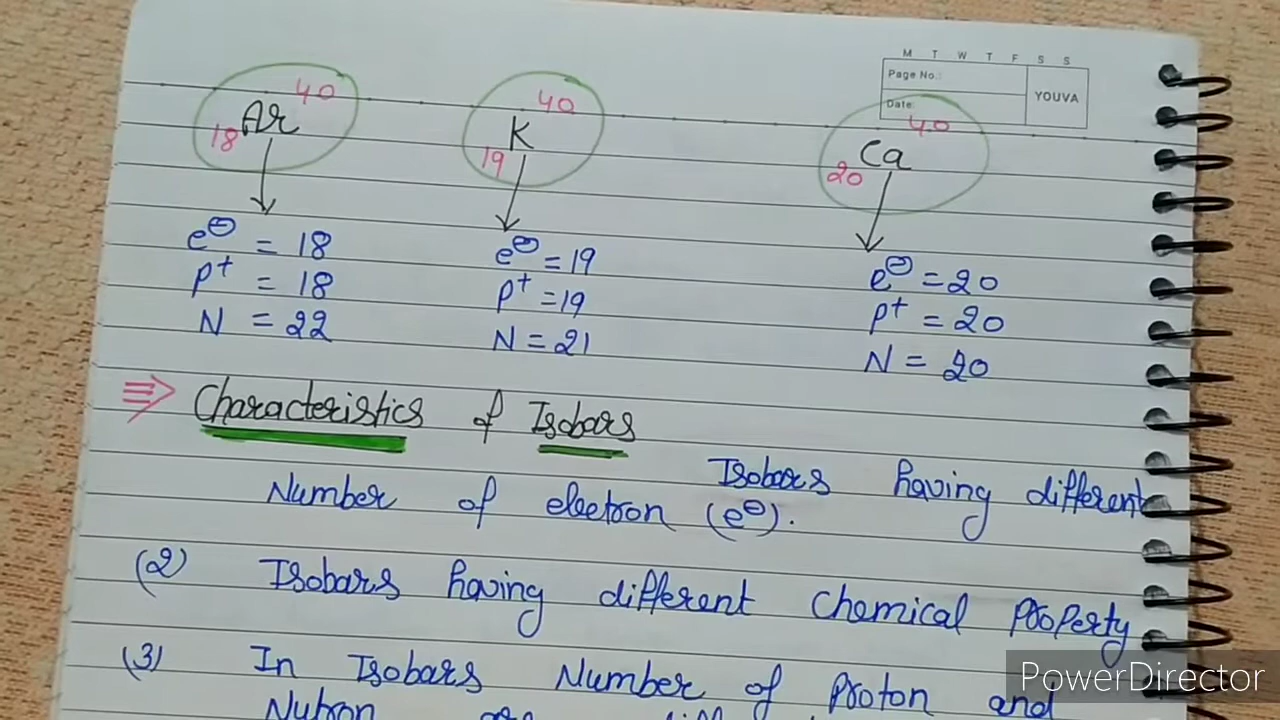 M T W T F S S
Page No.:
Date:
YOUVA
18 Ar 40
19 K 40
20 Ca 40
e⊖ = 18
p+ = 18
N = 22
e⊖ = 19
p+ = 19
N = 21
e⊖ = 20
p+ = 20
N = 20
⇒ Characteristics of Isobars
Isobars having different
Number of electron (e⊖).
(2) Isobars having different Chemical Property
(3) In Isobars Number of Proton and
Nutron
PowerDirector